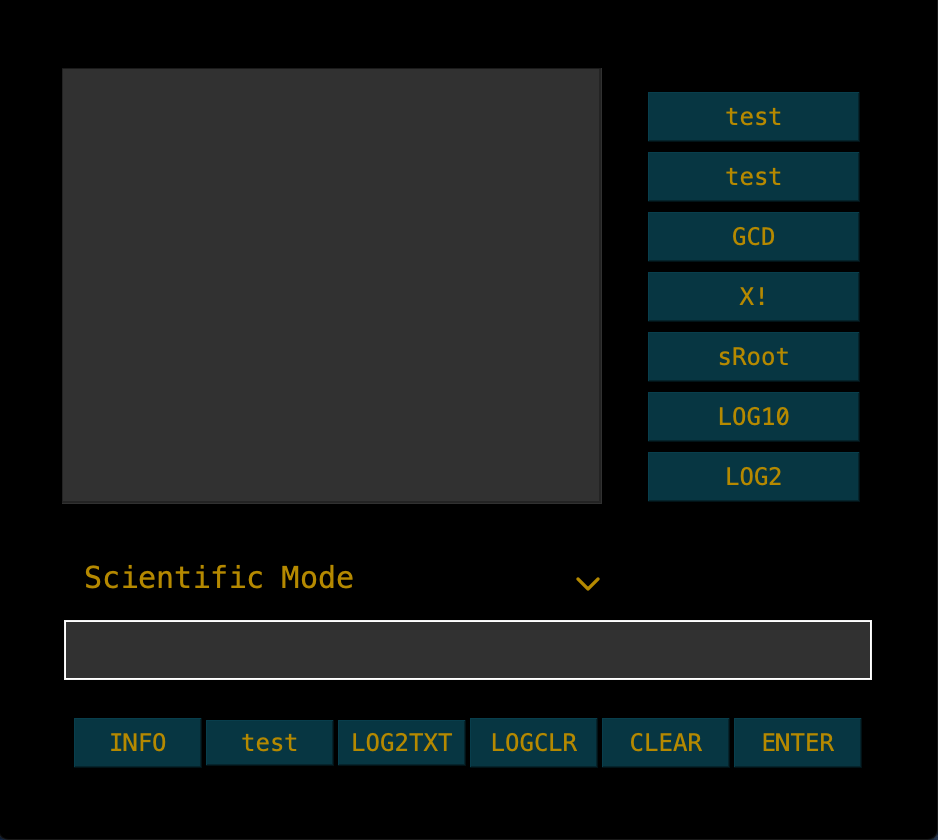 test
test
GCD
X!
sRoot
LOG10
LOG2
Scientific Mode
INFO test LOG2TXT LOGCLR CLEAR ENTER